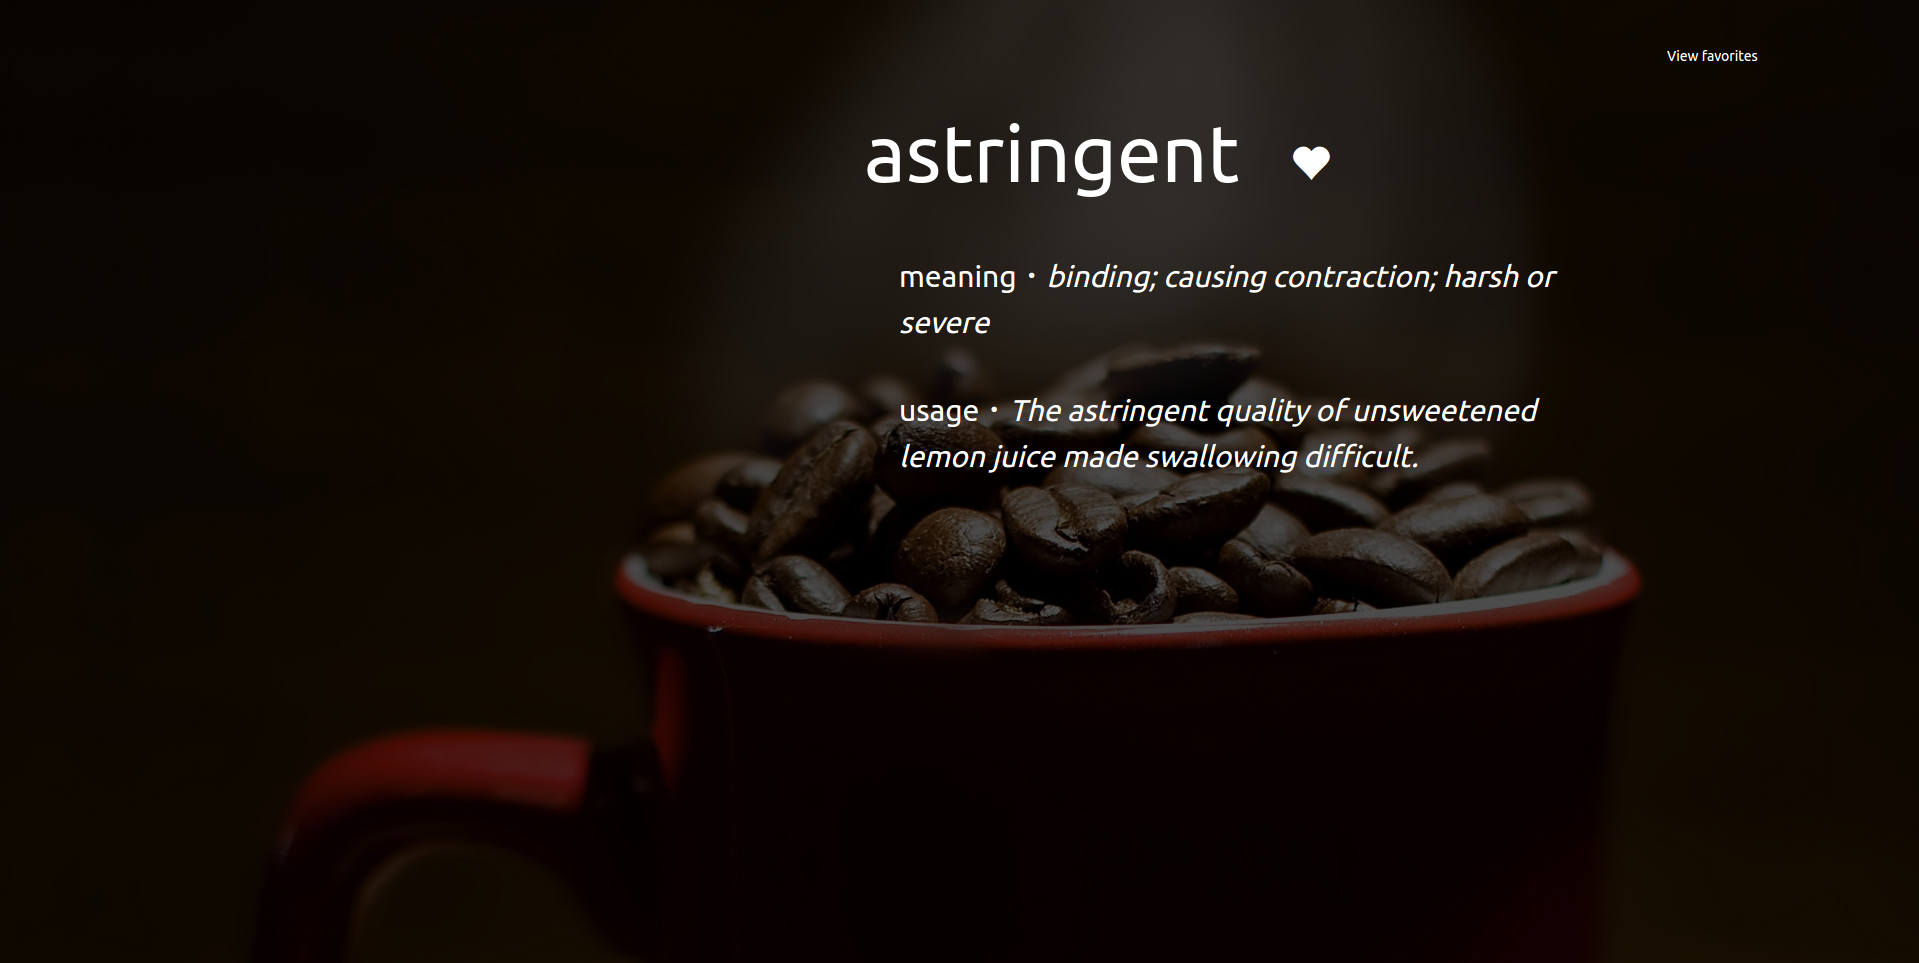 View favorites
astringent ♥
meaning • binding; causing contraction; harsh or
severe
usage • The astringent quality of unsweetened
lemon juice made swallowing difficult.